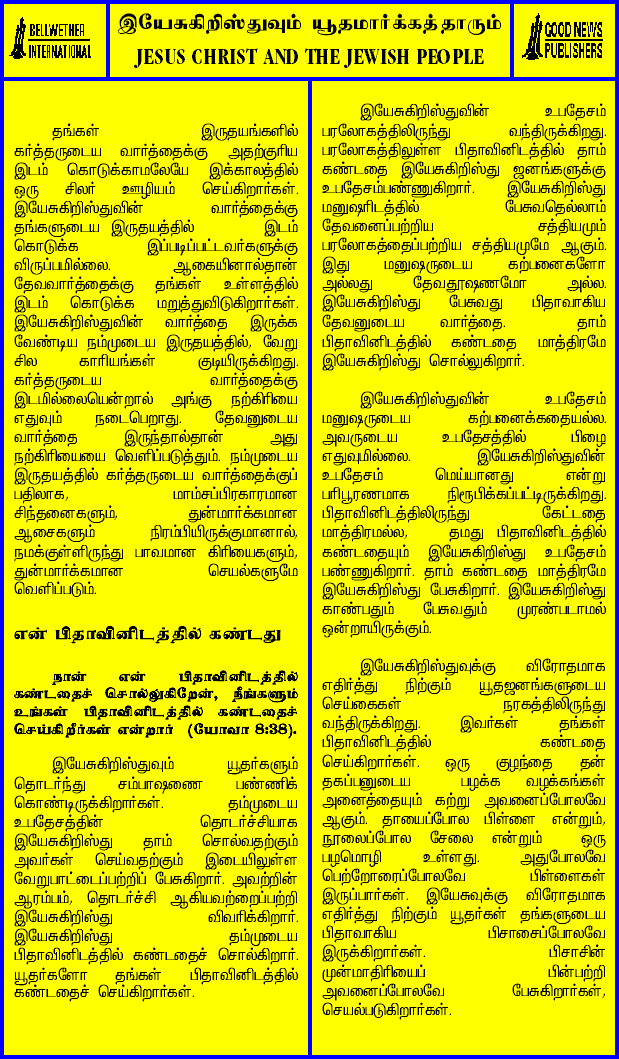 BELLWETHER
INTERNATIONAL
இயேசுகிறிஸ்துவும் யூதமார்க்கத்தாரும்
JESUS CHRIST AND THE JEWISH PEOPLE
GOOD NEWS
PUBLISHERS
தங்கள் இருதயங்களில்
கர்த்தருடைய வார்த்தைக்கு அதற்குரிய
இடம் கொடுக்காமலேயே இக்காலத்தில்
ஒரு சிலர் ஊழியம் செய்கிறார்கள்.
இயேசுகிறிஸ்துவின் வார்த்தைக்கு
தங்களுடைய இருதயத்தில் இடம்
கொடுக்க இப்படிப்பட்டவர்களுக்கு
விருப்பமில்லை. ஆகையினால்தான்
தேவவார்த்தைக்கு தங்கள் உள்ளத்தில்
இடம் கொடுக்க மறுத்துவிடுகிறார்கள்.
இயேசுகிறிஸ்துவின் வார்த்தை இருக்க
வேண்டிய நம்முடைய இருதயத்தில், வேறு
சில காரியங்கள் குடியிருக்கிறது.
கர்த்தருடைய வார்த்தைக்கு
இடமில்லையென்றால் அங்கு நற்கிரியை
எதுவும் நடைபெறாது. தேவனுடைய
வார்த்தை இருந்தால்தான் அது
நற்கிரியையை வெளிப்படுத்தும். நம்முடைய
இருதயத்தில் கர்த்தருடைய வார்த்தைக்குப்
பதிலாக, மாம்சப்பிரகாரமான
சிந்தனைகளும், துன்மார்க்கமான
ஆசைகளும் நிரம்பியிருக்குமானால்,
நமக்குள்ளிருந்து பாவமான கிரியைகளும்,
துன்மார்க்கமான செயல்களுமே
வெளிப்படும்.
என் பிதாவினிடத்தில் கண்டது
நான் என் பிதாவினிடத்தில்
கண்டதைச் சொல்லுகிறேன், நீங்களும்
உங்கள் பிதாவினிடத்தில் கண்டதைச்
செய்கிறீர்கள் என்றார் (யோவா 8:38).
இயேசுகிறிஸ்துவும் யூதர்களும்
தொடர்ந்து சம்பாஷணை பண்ணிக்
கொண்டிருக்கிறார்கள். தம்முடைய
உபதேசத்தின் தொடர்ச்சியாக
இயேசுகிறிஸ்து தாம் சொல்வதற்கும்
அவர்கள் செய்வதற்கும் இடையிலுள்ள
வேறுபாட்டைப்பற்றிப் பேசுகிறார். அவற்றின்
ஆரம்பம், தொடர்ச்சி ஆகியவற்றைப்பற்றி
இயேசுகிறிஸ்து விவரிக்கிறார்.
இயேசுகிறிஸ்து தம்முடைய
பிதாவினிடத்தில் கண்டதைச் சொல்கிறார்.
யூதர்களோ தங்கள் பிதாவினிடத்தில்
கண்டதைச் செய்கிறார்கள்.
இயேசுகிறிஸ்துவின் உபதேசம்
பரலோகத்திலிருந்து வந்திருக்கிறது.
பரலோகத்திலுள்ள பிதாவினிடத்தில் தாம்
கண்டதை இயேசுகிறிஸ்து ஜனங்களுக்கு
உபதேசம்பண்ணுகிறார். இயேசுகிறிஸ்து
மனுஷரிடத்தில் பேசுவதெல்லாம்
தேவனைப்பற்றிய சத்தியமும்
பரலோகத்தைப்பற்றிய சத்தியமுமே ஆகும்.
இது மனுஷருடைய கற்பனைகளோ
அல்லது தேவதூஷணமோ அல்ல.
இயேசுகிறிஸ்து பேசுவது பிதாவாகிய
தேவனுடைய வார்த்தை. தாம்
பிதாவினிடத்தில் கண்டதை மாத்திரமே
இயேசுகிறிஸ்து சொல்லுகிறார்.
இயேசுகிறிஸ்துவின் உபதேசம்
மனுஷருடைய கற்பனைக்கதையல்ல.
அவருடைய உபதேசத்தில் பிழை
எதுவுமில்லை. இயேசுகிறிஸ்துவின்
உபதேசம் மெய்யானது என்று
பரிபூரணமாக நிரூபிக்கப்பட்டிருக்கிறது.
பிதாவினிடத்திலிருந்து கேட்டதை
மாத்திரமல்ல, தமது பிதாவினிடத்தில்
கண்டதையும் இயேசுகிறிஸ்து உபதேசம்
பண்ணுகிறார். தாம் கண்டதை மாத்திரமே
இயேசுகிறிஸ்து பேசுகிறார். இயேசுகிறிஸ்து
காண்பதும் பேசுவதும் முரண்படாமல்
ஒன்றாயிருக்கும்.
இயேசுகிறிஸ்துவுக்கு விரோதமாக
எதிர்த்து நிற்கும் யூதஜனங்களுடைய
செய்கைகள் நரகத்திலிருந்து
வந்திருக்கிறது. இவர்கள் தங்கள்
பிதாவினிடத்தில் கண்டதை
செய்கிறார்கள். ஒரு குழந்தை தன்
தகப்பனுடைய பழக்க வழக்கங்கள்
அனைத்தையும் கற்று அவனைப்போலவே
ஆகும். தாயைப்போல பிள்ளை என்றும்,
நூலைப்போல சேலை என்றும் ஒரு
பழமொழி உள்ளது. அதுபோலவே
பெற்றோரைப்போலவே பிள்ளைகள்
இருப்பார்கள். இயேசுவுக்கு விரோதமாக
எதிர்த்து நிற்கும் யூதர்கள் தங்களுடைய
பிதாவாகிய பிசாசைப்போலவே
இருக்கிறார்கள். பிசாசின்
முன்மாதிரியைப் பின்பற்றி
அவனைப்போலவே பேசுகிறார்கள்,
செயல்படுகிறார்கள்.